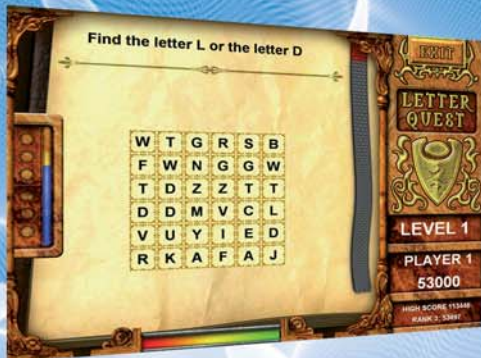 Find the letter L or the letter D
W T G R S B
F W N G G W
T D Z Z T T
D D M V C L
V U Y I E D
R K A F A J
EXIT
LETTER
QUEST
LEVEL 1
PLAYER 1
53000
HIGH SCORE
RANK